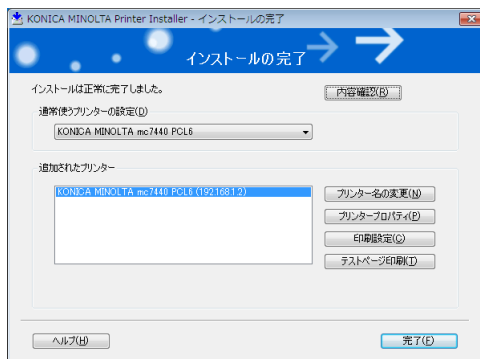 KONICA MINOLTA Printer Installer - インストールの完了
インストールの完了
インストールは正常に完了しました。
内容確認(R)
通常使うプリンターの設定(D)
KONICA MINOLTA mc7440 PCL6
追加されたプリンター
KONICA MINOLTA mc7440 PCL6 (192.168.1.2)
プリンター名の変更(N)
プリンタープロパティ(P)
印刷設定(C)
テストページ印刷(T)
ヘルプ(H)
完了(F)